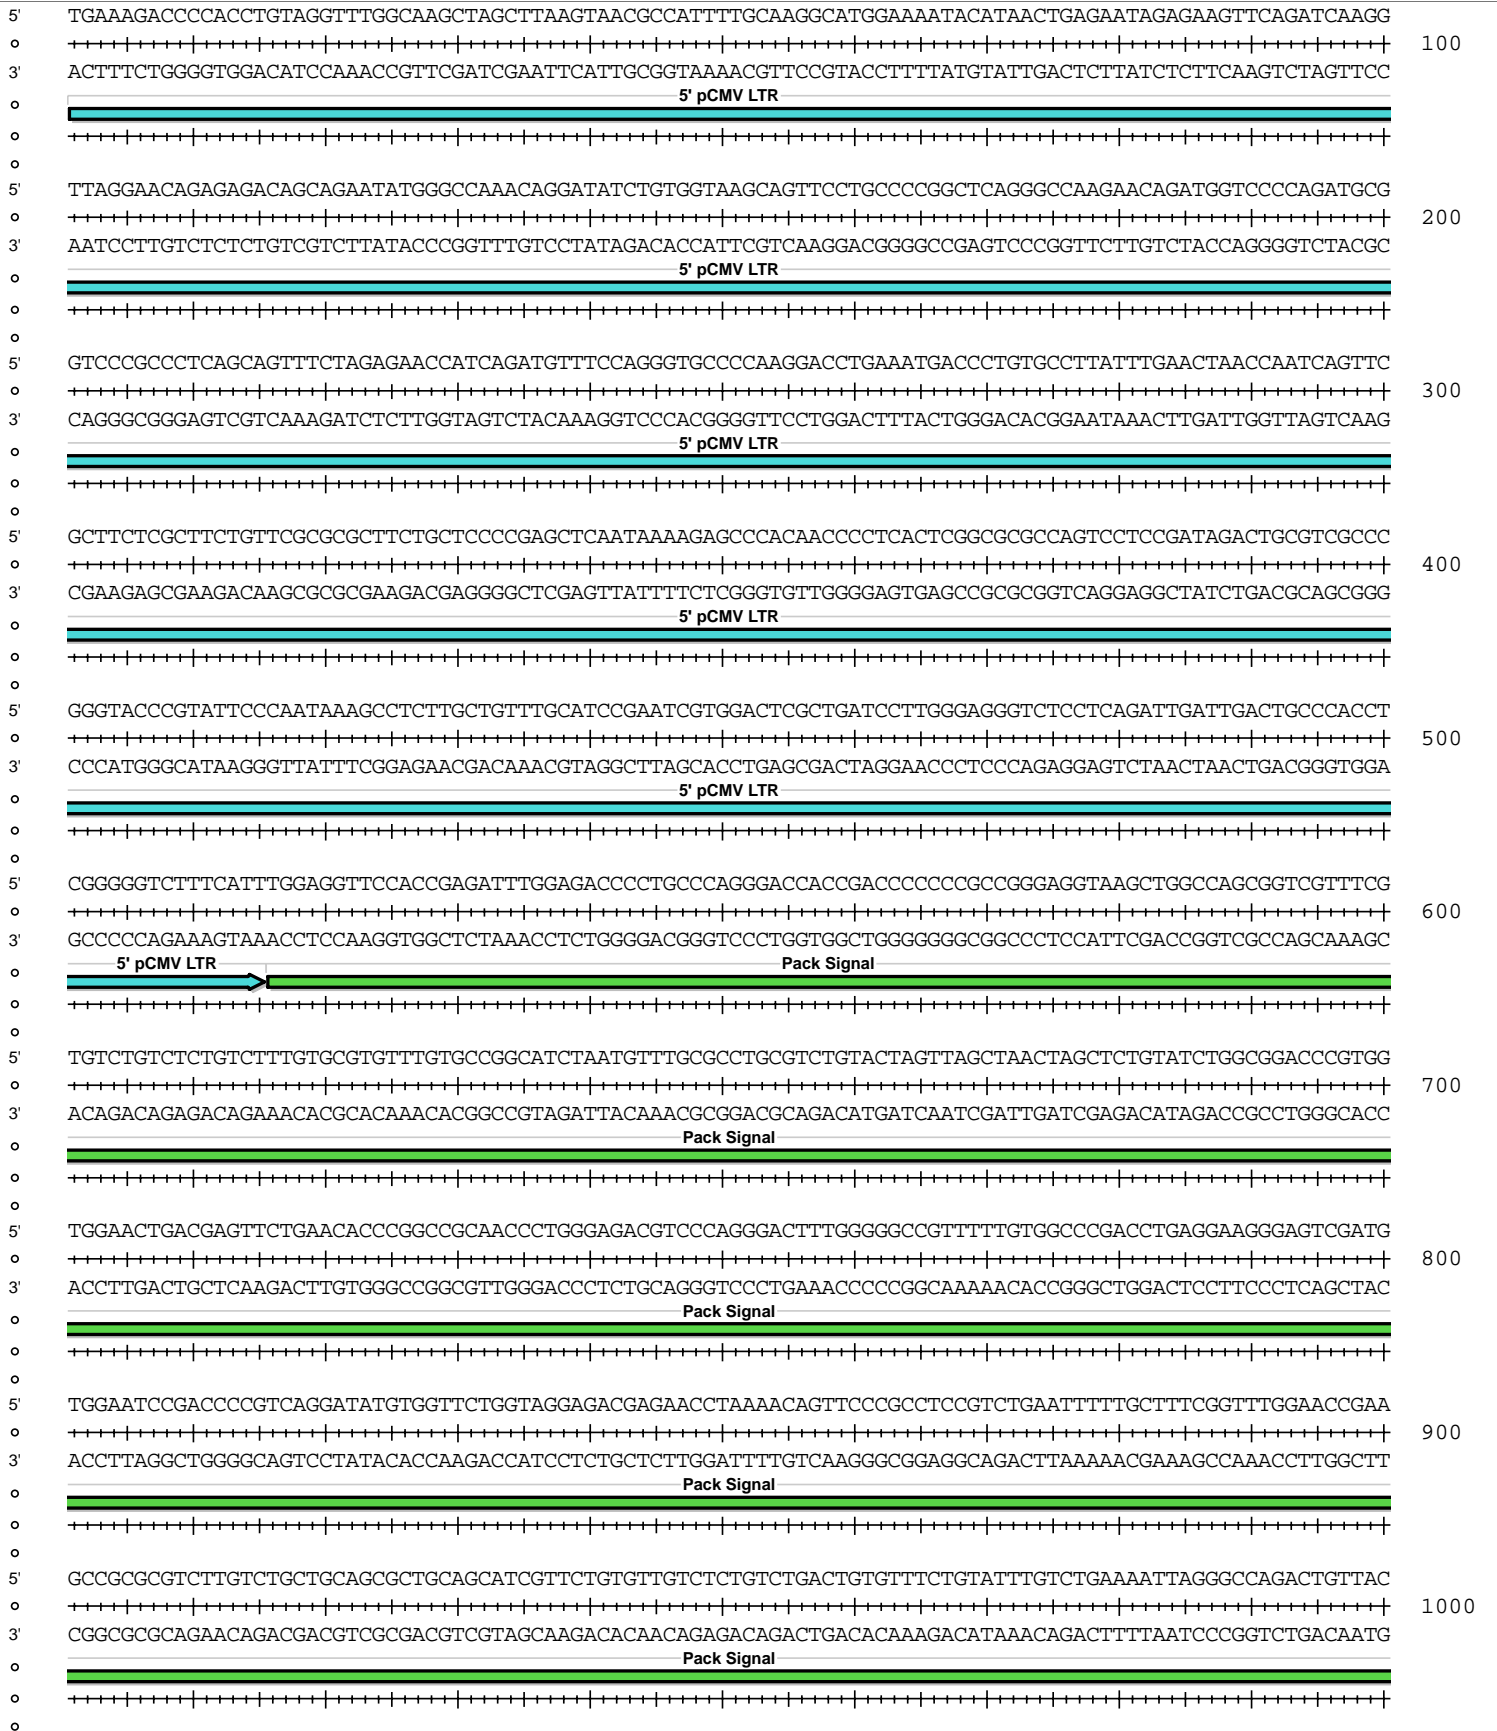 5' TGAAAGACCCCACCTGTAGGTTTGGCAAGCTAGCTTAAGTAACGCCATTTTGCAAGGCATGGAAAATACATAACTGAGAATAGAGAAGTTCAGATCAAGG
100
3' ACTTTCTGGGGTGGACATCCAAACCGTTCGATCGAATTCATTGCGGTAAAACGTTCCGTACCTTTTATGTATTGACTCTTATCTCTTCAAGTCTAGTTCC
5' pCMV LTR
5' TTAGGAACAGAGAGACAGCAGAATATGGGCCAAACAGGATATCTGTGGTAAGCAGTTCCTGCCCCGGCTCAGGGCCAAGAACAGATGGTCCCCAGATGCG
200
3' AATCCTTGTCTCTCTGTCGTCTTATACCCGGTTTGTCCTATAGACACCATTCGTCAAGGACGGGGCCGAGTCCCGGTTCTTGTCTACCAGGGGTCTACGC
5' pCMV LTR
5' GTCCCGCCCTCAGCAGTTTCTAGAGAACCATCAGATGTTTCCAGGGTGCCCCAAGGACCTGAAATGACCCTGTGCCTTATTTGAACTAACCAATCAGTTC
300
3' CAGGGCGGGAGTCGTCAAAGATCTCTTGGTAGTCTACAAAGGTCCCACGGGGTTCCTGGACTTTACTGGGACACGGAATAAACTTGATTGGTTAGTCAAG
5' pCMV LTR
5' GCTTCTCGCTTCTGTTCGCGCGCTTCTGCTCCCCGAGCTCAATAAAAGAGCCCACAACCCCTCACTCGGCGCGCCAGTCCTCCGATAGACTGCGTCGCCC
400
3' CGAAGAGCGAAGACAAGCGCGCGAAGACGAGGGGCTCGAGTTATTTTCTCGGGTGTTGGGGAGTGAGCCGCGCGGTCAGGAGGCTATCTGACGCAGCGGG
5' pCMV LTR
5' GGGTACCCGTATTCCCAATAAAGCCTCTTGCTGTTTGCATCCGAATCGTGGACTCGCTGATCCTTGGGAGGGTCTCCTCAGATTGATTGACTGCCCACCT
500
3' CCCATGGGCATAAGGGTTATTTCGGAGAACGACAAACGTAGGCTTAGCACCTGAGCGACTAGGAACCCTCCCAGAGGAGTCTAACTAACTGACGGGTGGA
5' pCMV LTR
5' CGGGGGTCTTTCATTTGGAGGTTCCACCGAGATTTGGAGACCCCTGCCCAGGGACCACCGACCCCCCCGCCGGGAGGTAAGCTGGCCAGCGGTCGTTTCG
600
3' GCCCCCAGAAAGTAAACCTCCAAGGTGGCTCTAAACCTCTGGGGACGGGTCCCTGGTGGCTGGGGGGGCGGCCCTCCATTCGACCGGTCGCCAGCAAAGC
5' pCMV LTR Pack Signal
5' TGTCTGTCTCTGTCTTTGTGCGTGTTTGTGCCGGCATCTAATGTTTGCGCCTGCGTCTGTACTAGTTAGCTAACTAGCTCTGTATCTGGCGGACCCGTGG
700
3' ACAGACAGAGACAGAAACACGCACAAACACGGCCGTAGATTACAAACGCGGACGCAGACATGATCAATCGATTGATCGAGACATAGACCGCCTGGGCACC
Pack Signal
5' TGGAACTGACGAGTTCTGAACACCCGGCCGCAACCCTGGGAGACGTCCCAGGGACTTTGGGGGCCGTTTTTGTGGCCCGACCTGAGGAAGGGAGTCGATG
800
3' ACCTTGACTGCTCAAGACTTGTGGGCCGGCGTTGGGACCCTCTGCAGGGTCCCTGAAACCCCCGGCAAAAACACCGGGCTGGACTCCTTCCCTCAGCTAC
Pack Signal
5' TGGAATCCGACCCCGTCAGGATATGTGGTTCTGGTAGGAGACGAGAACCTAAAACAGTTCCCGCCTCCGTCTGAATTTTTGCTTTCGGTTTGGAACCGAA
900
3' ACCTTAGGCTGGGGCAGTCCTATACACCAAGACCATCCTCTGCTCTTGGATTTTGTCAAGGGCGGAGGCAGACTTAAAAACGAAAGCCAAACCTTGGCTT
Pack Signal
5' GCCGCGCGTCTTGTCTGCTGCAGCGCTGCAGCATCGTTCTGTGTTGTCTCTGTCTGACTGTGTTTCTGTATTTGTCTGAAAATTAGGGCCAGACTGTTAC
1000
3' CGGCGCGCAGAACAGACGACGTCGCGACGTCGTAGCAAGACACAACAGAGACAGACTGACACAAAGACATAAACAGACTTTTAATCCCGGTCTGACAATG
Pack Signal